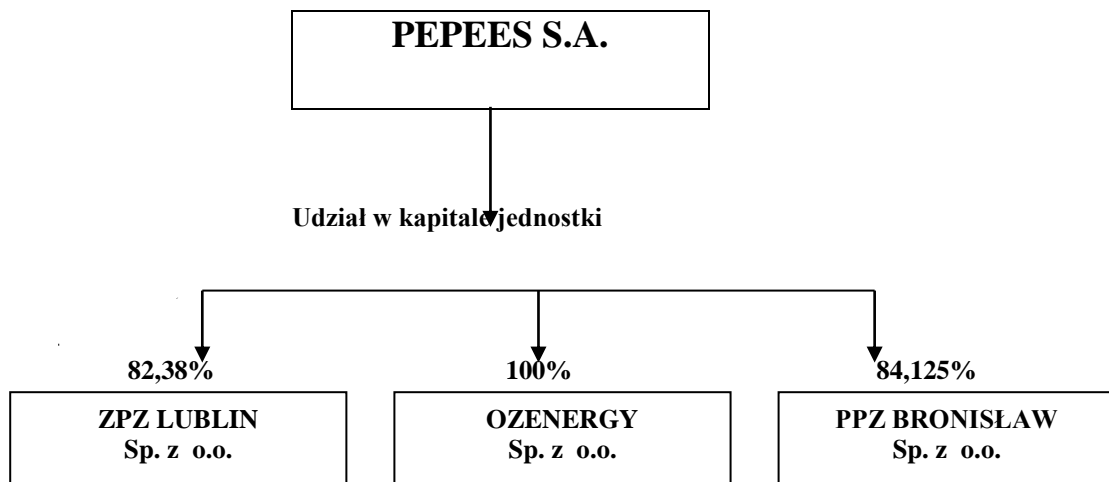 PEPEES S.A.
Udział w kapitale jednostki
82,38%
100%
84,125%
ZPZ LUBLIN
Sp. z o.o.
OZENERGY
Sp. z o.o.
PPZ BRONISŁAW
Sp. z o.o.